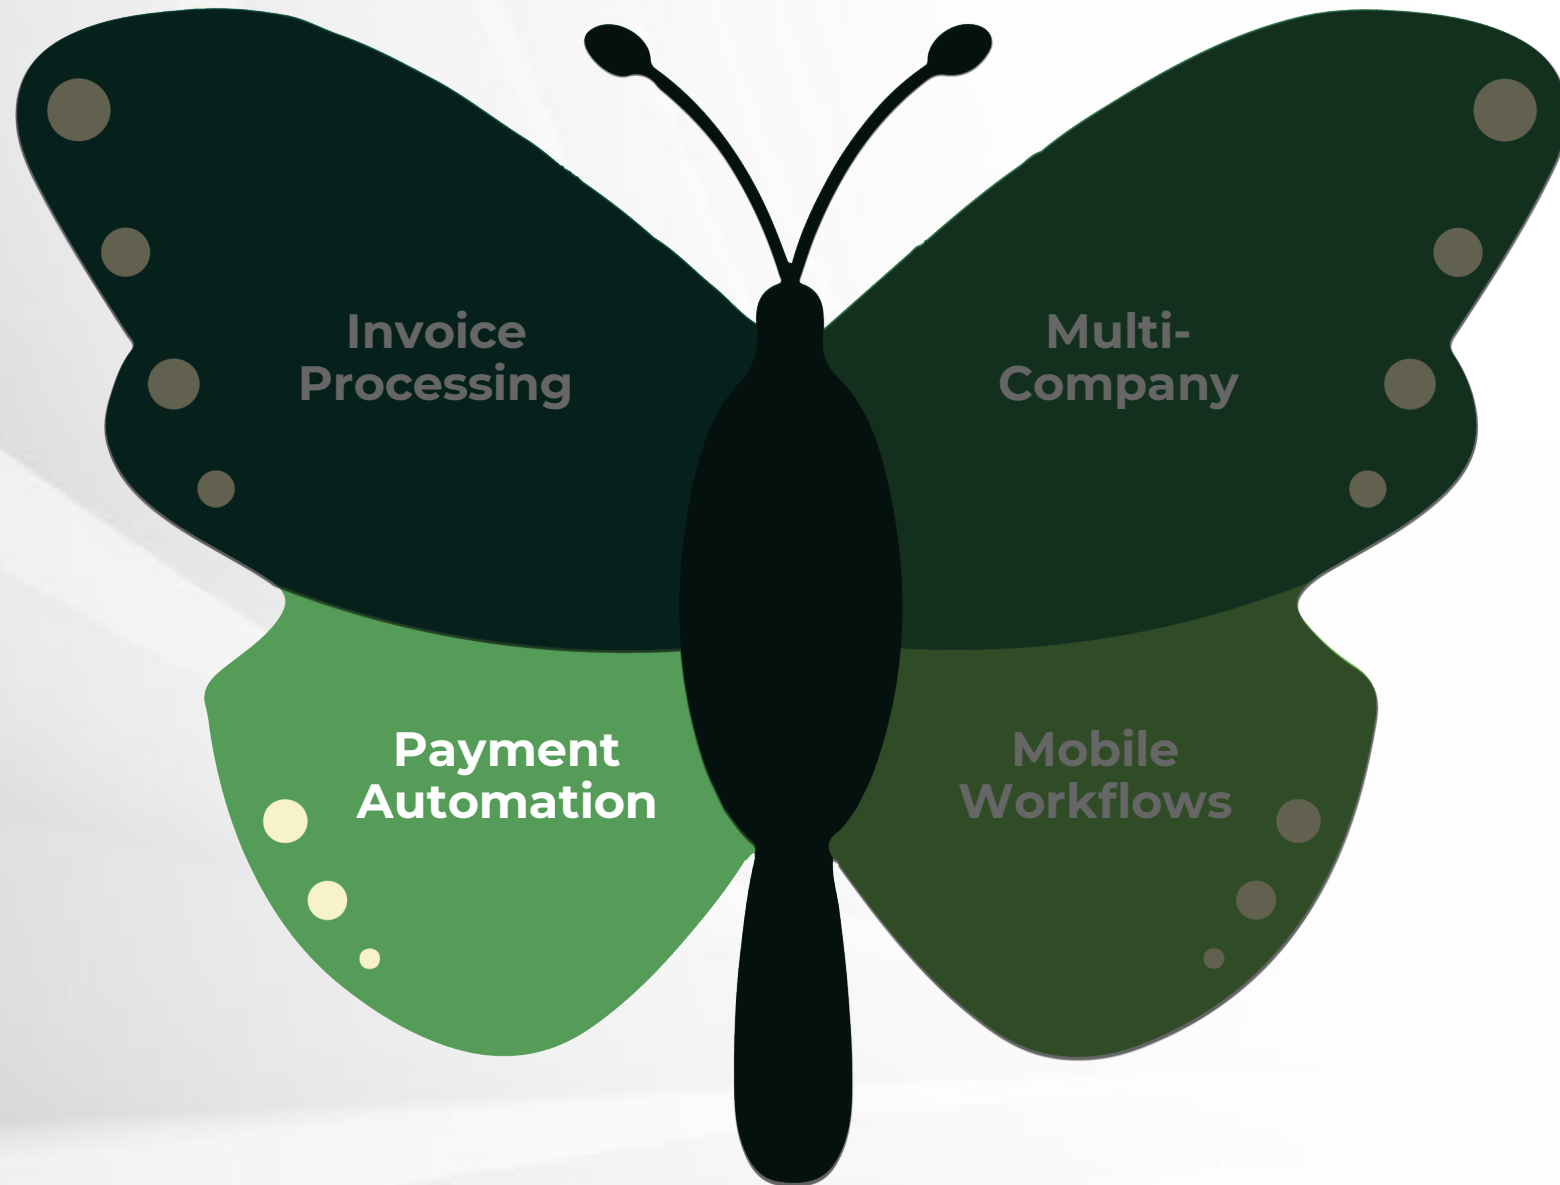 Invoice
Processing
Multi-
Company
Payment
Automation
Mobile
Workflows